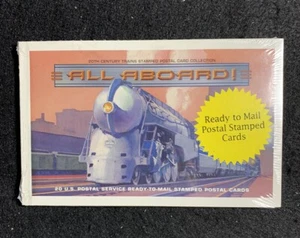 20TH CENTURY TRAINS STAMPED POSTAL CARD COLLECTION
ALL ABOARD!
Ready to Mail
Postal Stamped
Cards
20 U.S. POSTAL SERVICE READY-TO-MAIL STAMPED POSTAL CARDS